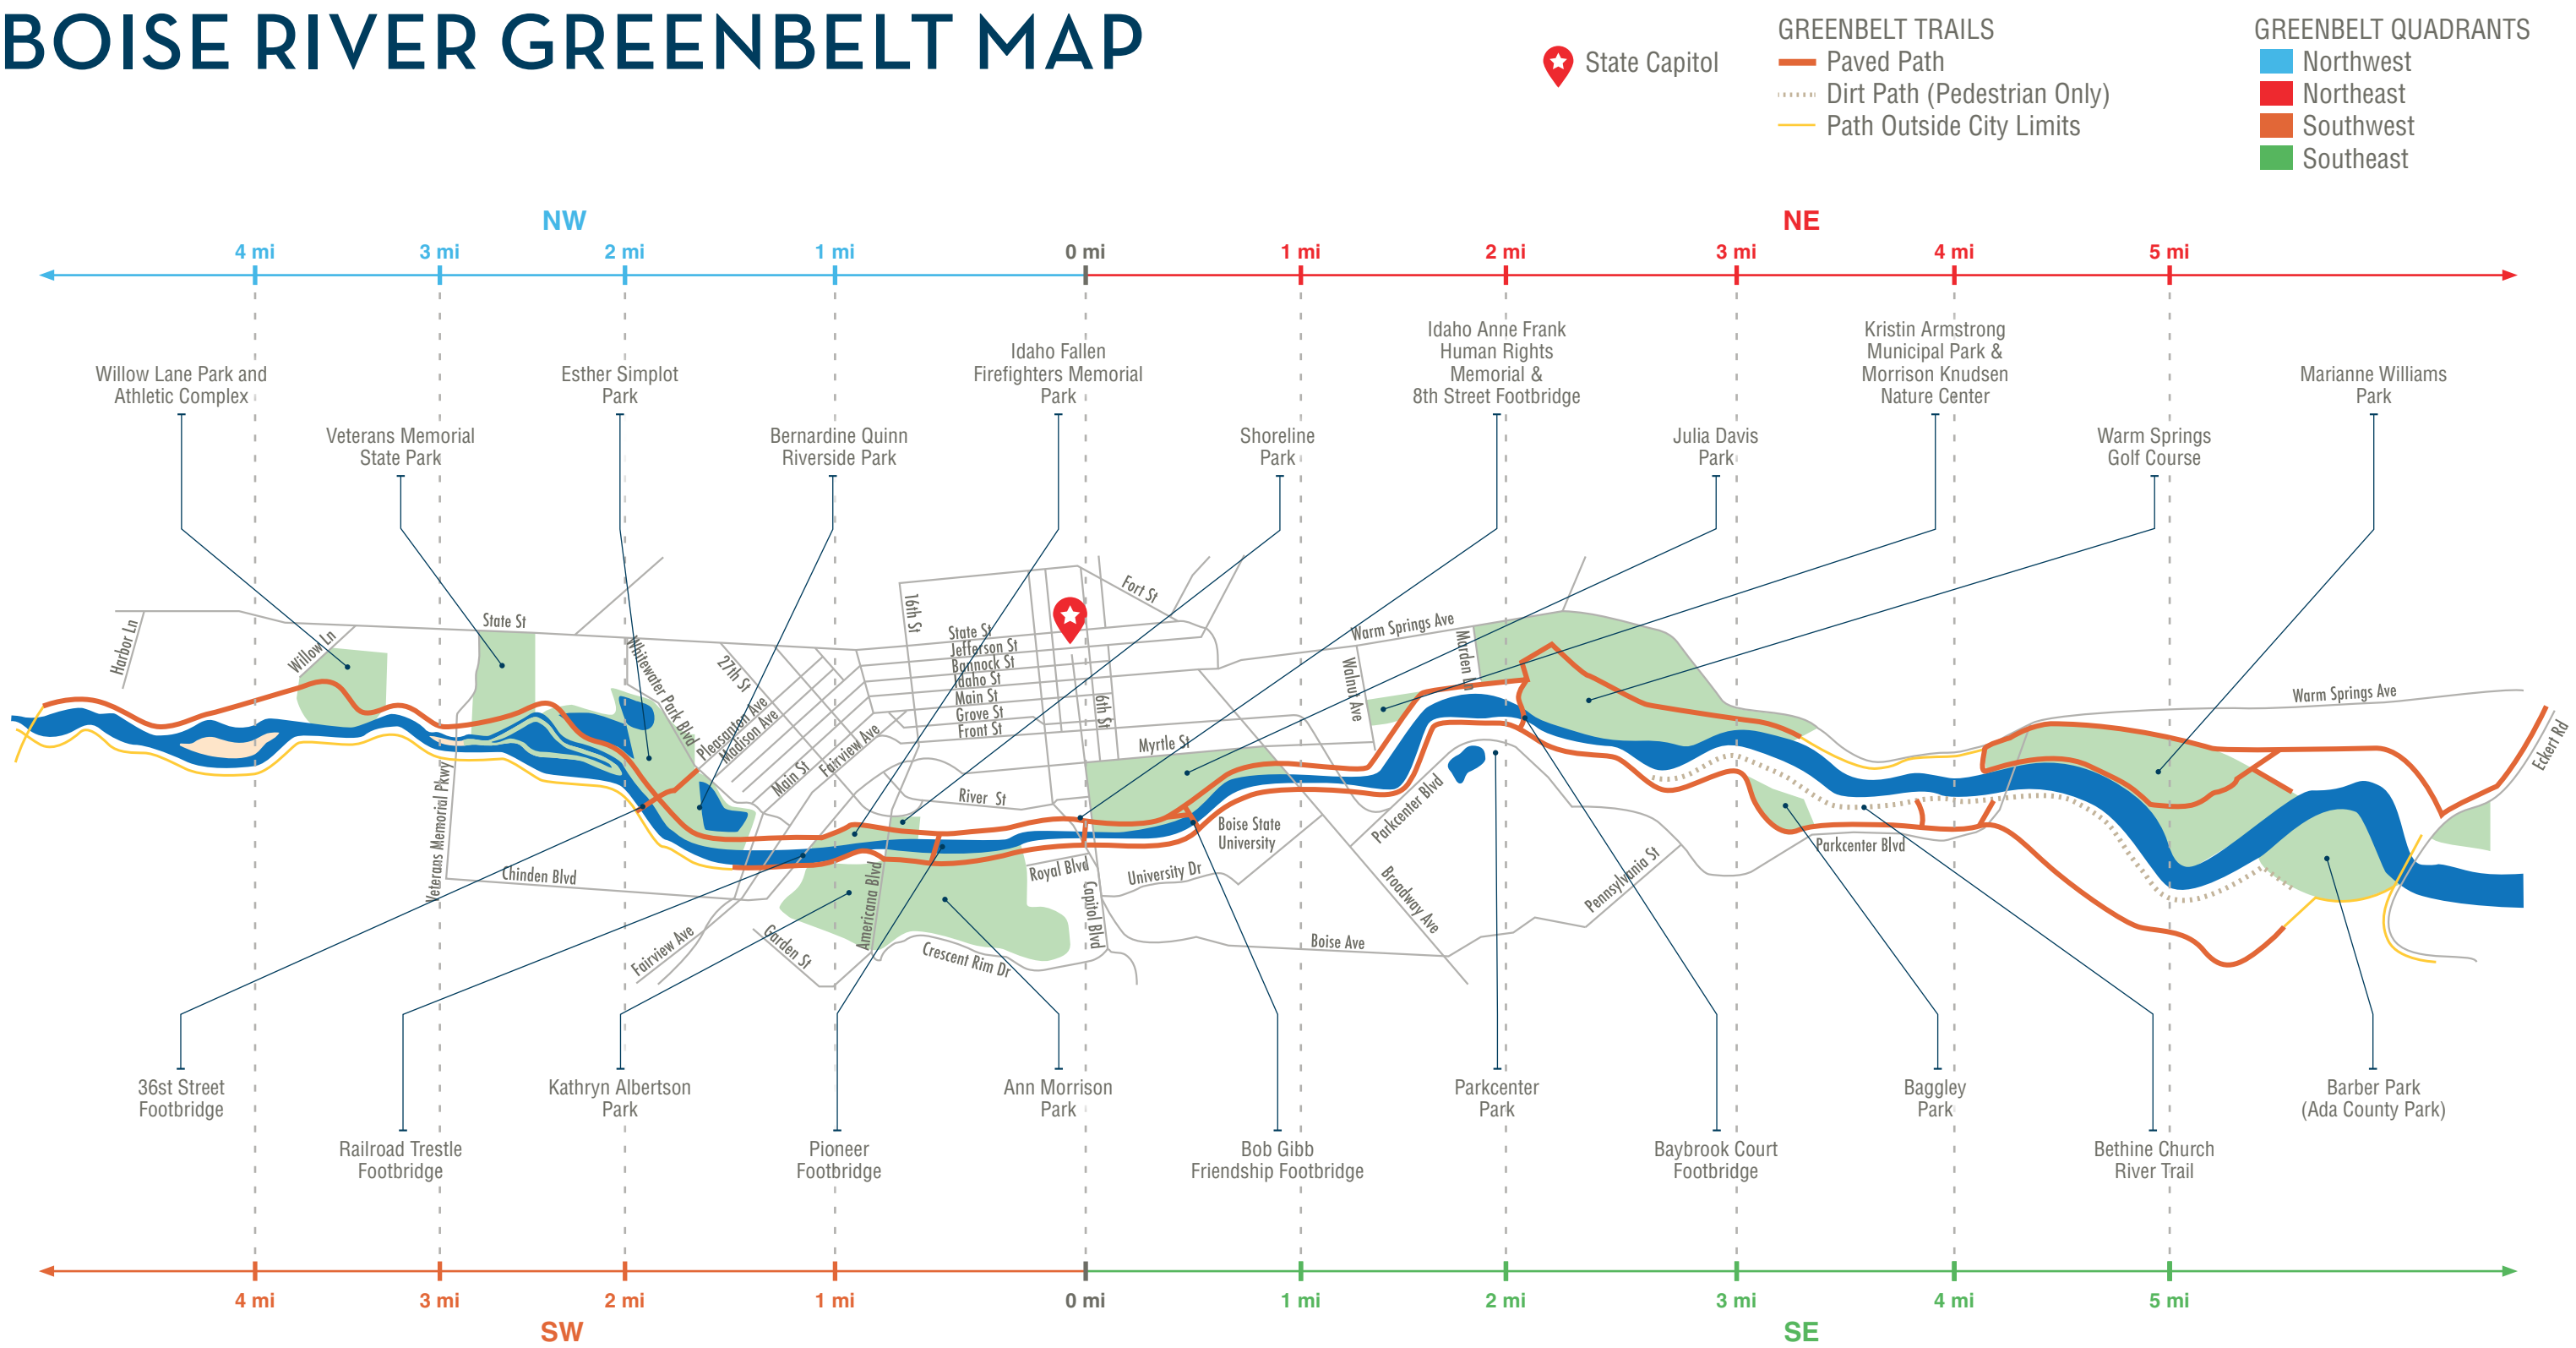 BOISE RIVER GREENBELT MAP
State Capitol
GREENBELT TRAILS
Paved Path
Dirt Path (Pedestrian Only)
Path Outside City Limits
GREENBELT QUADRANTS
Northwest
Northeast
Southwest
Southeast
NW
NE
4 mi
3 mi
2 mi
1 mi
0 mi
1 mi
2 mi
3 mi
4 mi
5 mi
Willow Lane Park and
Athletic Complex
Veterans Memorial
State Park
Esther Simplot
Park
Bernardine Quinn
Riverside Park
Idaho Fallen
Firefighters Memorial
Park
Shoreline
Park
Idaho Anne Frank
Human Rights
Memorial &
8th Street Footbridge
Julia Davis
Park
Kristin Armstrong
Municipal Park &
Morrison Knudsen
Nature Center
Warm Springs
Golf Course
Marianne Williams
Park
Harbor Ln
Willow Ln
State St
Veterans Memorial Pkwy
Whitewater Park Blvd
27th St
Pleasanton Ave
Madison Ave
Main St
Fairview Ave
16th St
State St
Jefferson St
Bannock St
Idaho St
Main St
Grove St
Front St
6th St
Fort St
Myrtle St
River St
Warm Springs Ave
Walnut Ave
Marden Ln
Warm Springs Ave
Eckert Rd
Chinden Blvd
Fairview Ave
Garden St
Americana Blvd
Crescent Rim Dr
Royal Blvd
Capitol Blvd
University Dr
Boise State
University
Boise Ave
Broadway Ave
Parkcenter Blvd
Pennsylvania St
Parkcenter Blvd
36st Street
Footbridge
Railroad Trestle
Footbridge
Kathryn Albertson
Park
Pioneer
Footbridge
Ann Morrison
Park
Bob Gibb
Friendship Footbridge
Parkcenter
Park
Baybrook Court
Footbridge
Baggley
Park
Bethine Church
River Trail
Barber Park
(Ada County Park)
4 mi
3 mi
2 mi
1 mi
0 mi
1 mi
2 mi
3 mi
4 mi
5 mi
SW
SE